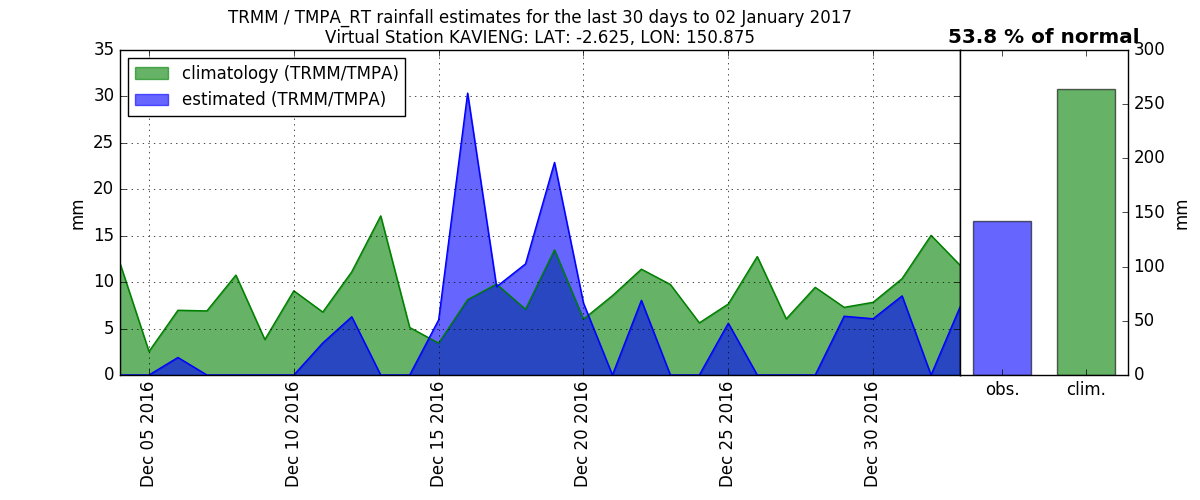 TRMM / TMPA_RT rainfall estimates for the last 30 days to 02 January 2017
Virtual Station KAVIENG: LAT: -2.625, LON: 150.875
53.8 % of normal
climatology (TRMM/TMPA)
estimated (TRMM/TMPA)
35
30
25
20
15
10
5
0
mm
Dec 05 2016
Dec 10 2016
Dec 15 2016
Dec 20 2016
Dec 25 2016
Dec 30 2016
obs.
clim.
300
250
200
150
100
50
0
mm